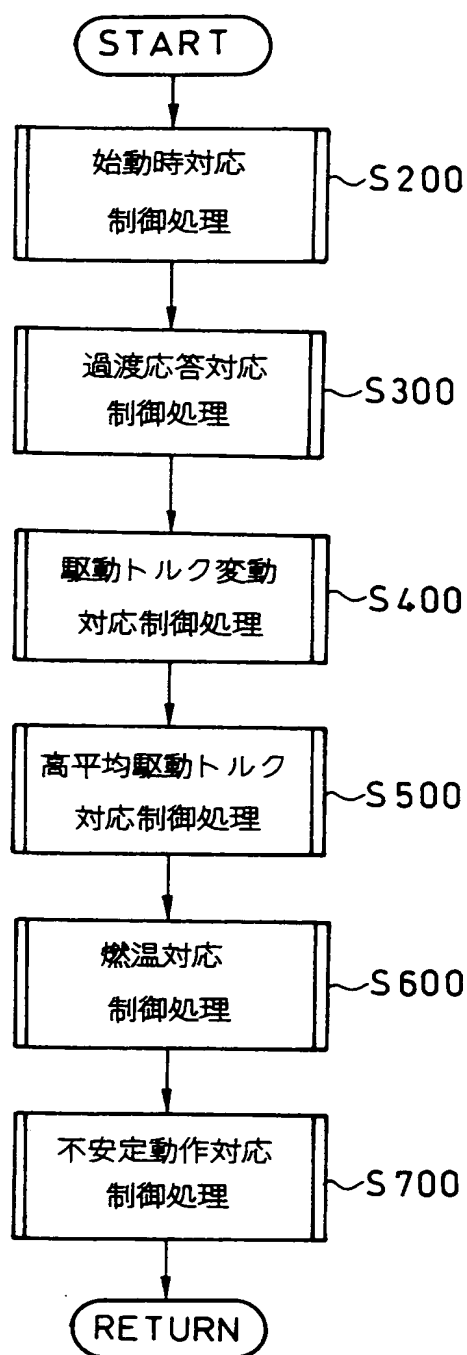 START
始動時対応
制御処理
S200
過渡応答対応
制御処理
S300
駆動トルク変動
対応制御処理
S400
高平均駆動トルク
対応制御処理
S500
燃温対応
制御処理
S600
不安定動作対応
制御処理
S700
RETURN